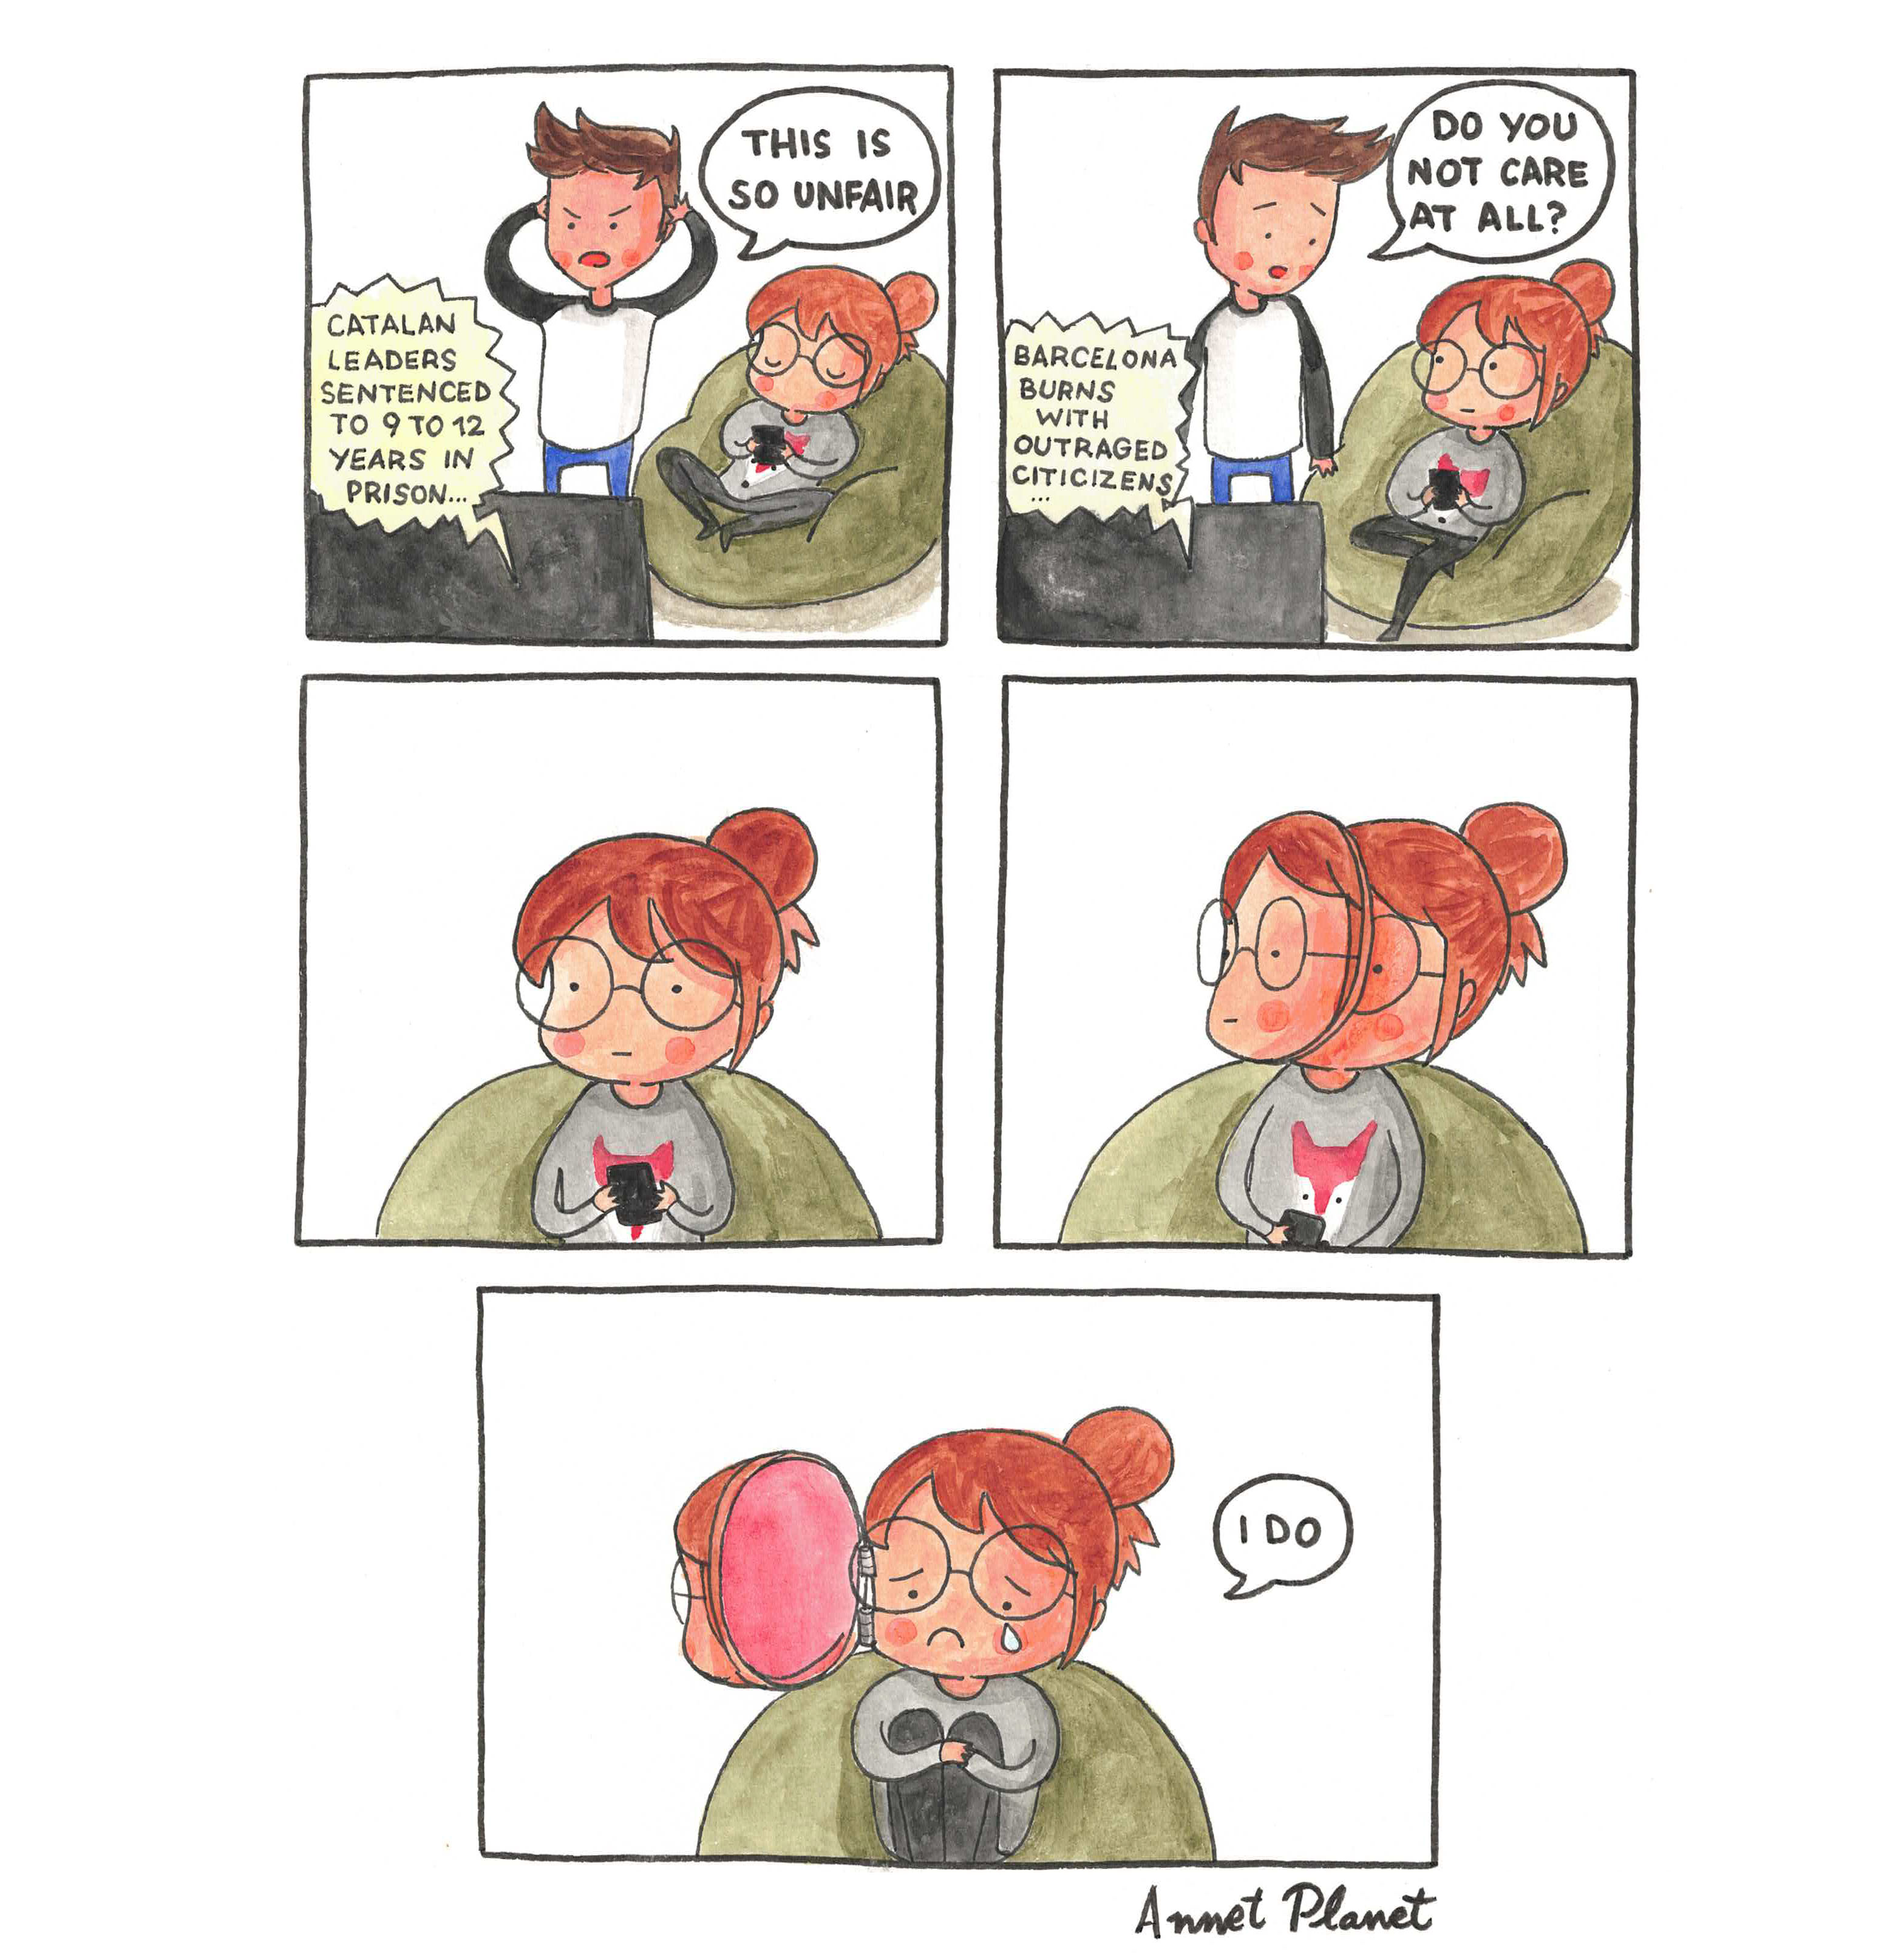 THIS IS
SO UNFAIR
CATALAN
LEADERS
SENTENCED
TO 9 TO 12
YEARS IN
PRISON...
DO YOU
NOT CARE
AT ALL?
BARCELONA
BURNS
WITH
OUTRAGED
CITICIZENS
...
I DO
Annet Planet